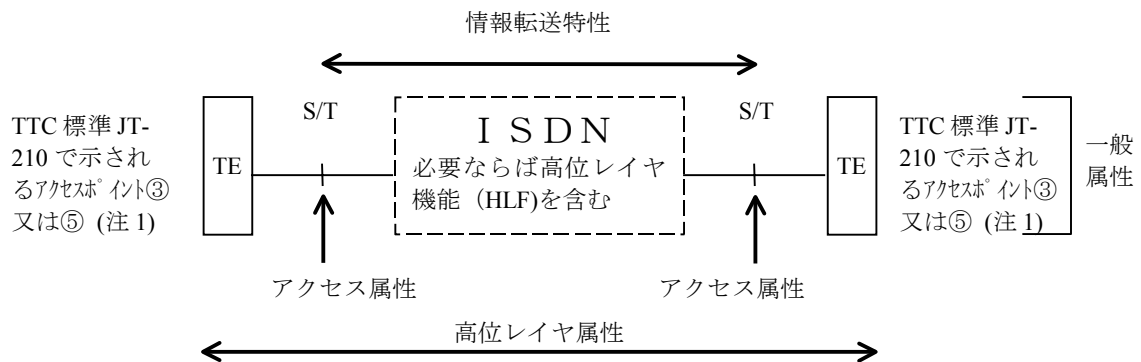 情報転送特性
S/T
S/T
TTC 標準 JT-
210 で示され
るｱｸｾｽﾎﾟｲﾝﾄ③
又は⑤ (注 1)
TE
ＩＳＤＮ
必要ならば高位レイヤ
機能（HLF)を含む
TE
TTC 標準 JT-
210 で示され
るｱｸｾｽﾎﾟｲﾝﾄ③
又は⑤ (注 1)
一般
属性
アクセス属性
アクセス属性
高位レイヤ属性